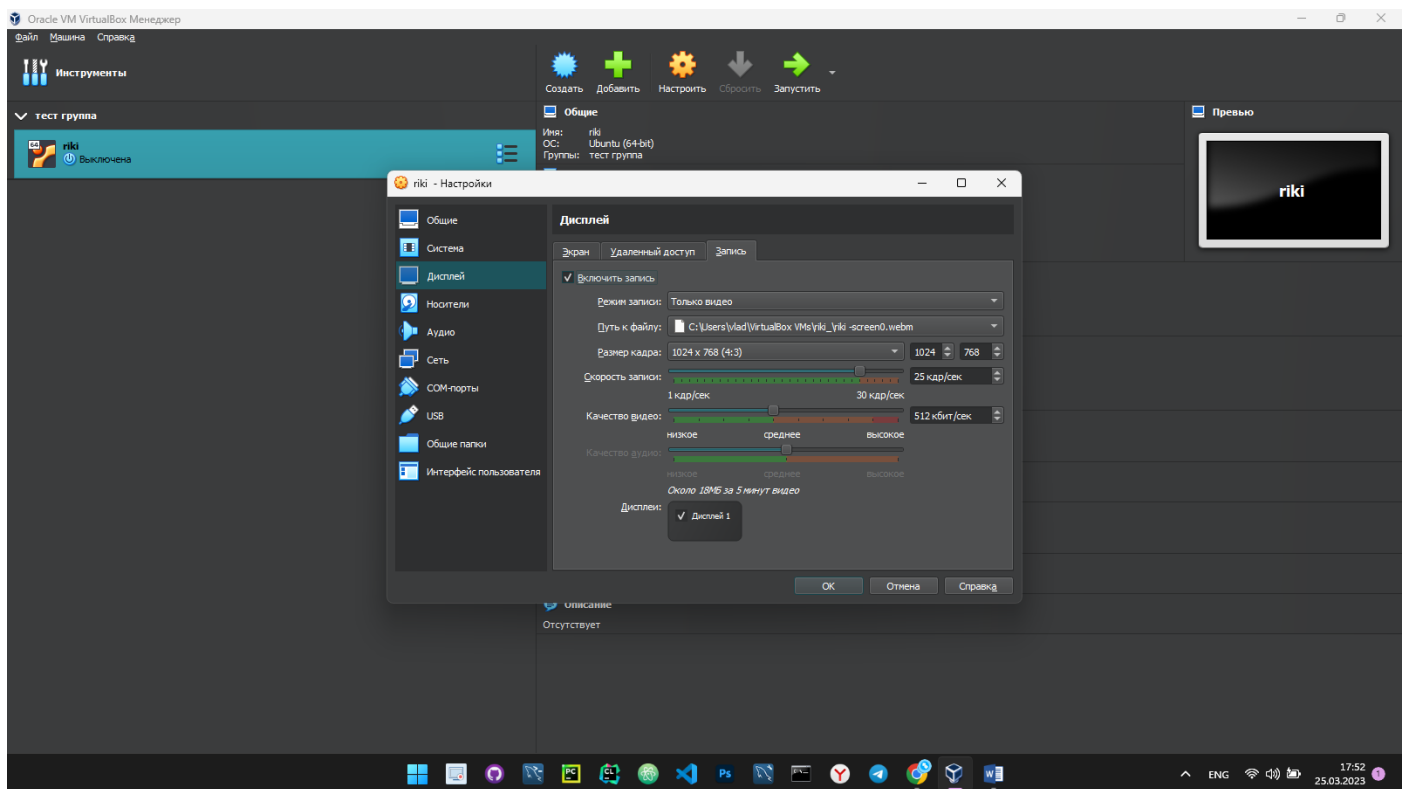 Oracle VM VirtualBox Менеджер
Файл Машина Справка
Инструменты
Создать Добавить Настроить Сбросить Запустить
тест группа
64 riki
Выключена
Общие
Имя: riki
ОС: Ubuntu (64-bit)
Группы: тест группа
Превью
riki
riki - Настройки
Общие
Система
Дисплей
Носители
Аудио
Сеть
COM-порты
USB
Общие папки
Интерфейс пользователя
Дисплей
Экран Удаленный доступ Запись
Включить запись
Режим записи: Только видео
Путь к файлу: C:\Users\vlad\VirtualBox VMs\riki_\riki -screen0.webm
Размер кадра: 1024 x 768 (4:3) 1024 768
Скорость записи: 25 кдр/сек
1 кдр/сек 30 кдр/сек
Качество видео: 512 кбит/сек
низкое среднее высокое
Качество аудио:
низкое среднее высокое
Около 18МБ за 5 минут видео
Дисплеи: Дисплей 1
OK Отмена Справка
Описание
Отсутствует
PC CL Ps Y W
ENG 17:52
25.03.2023 1